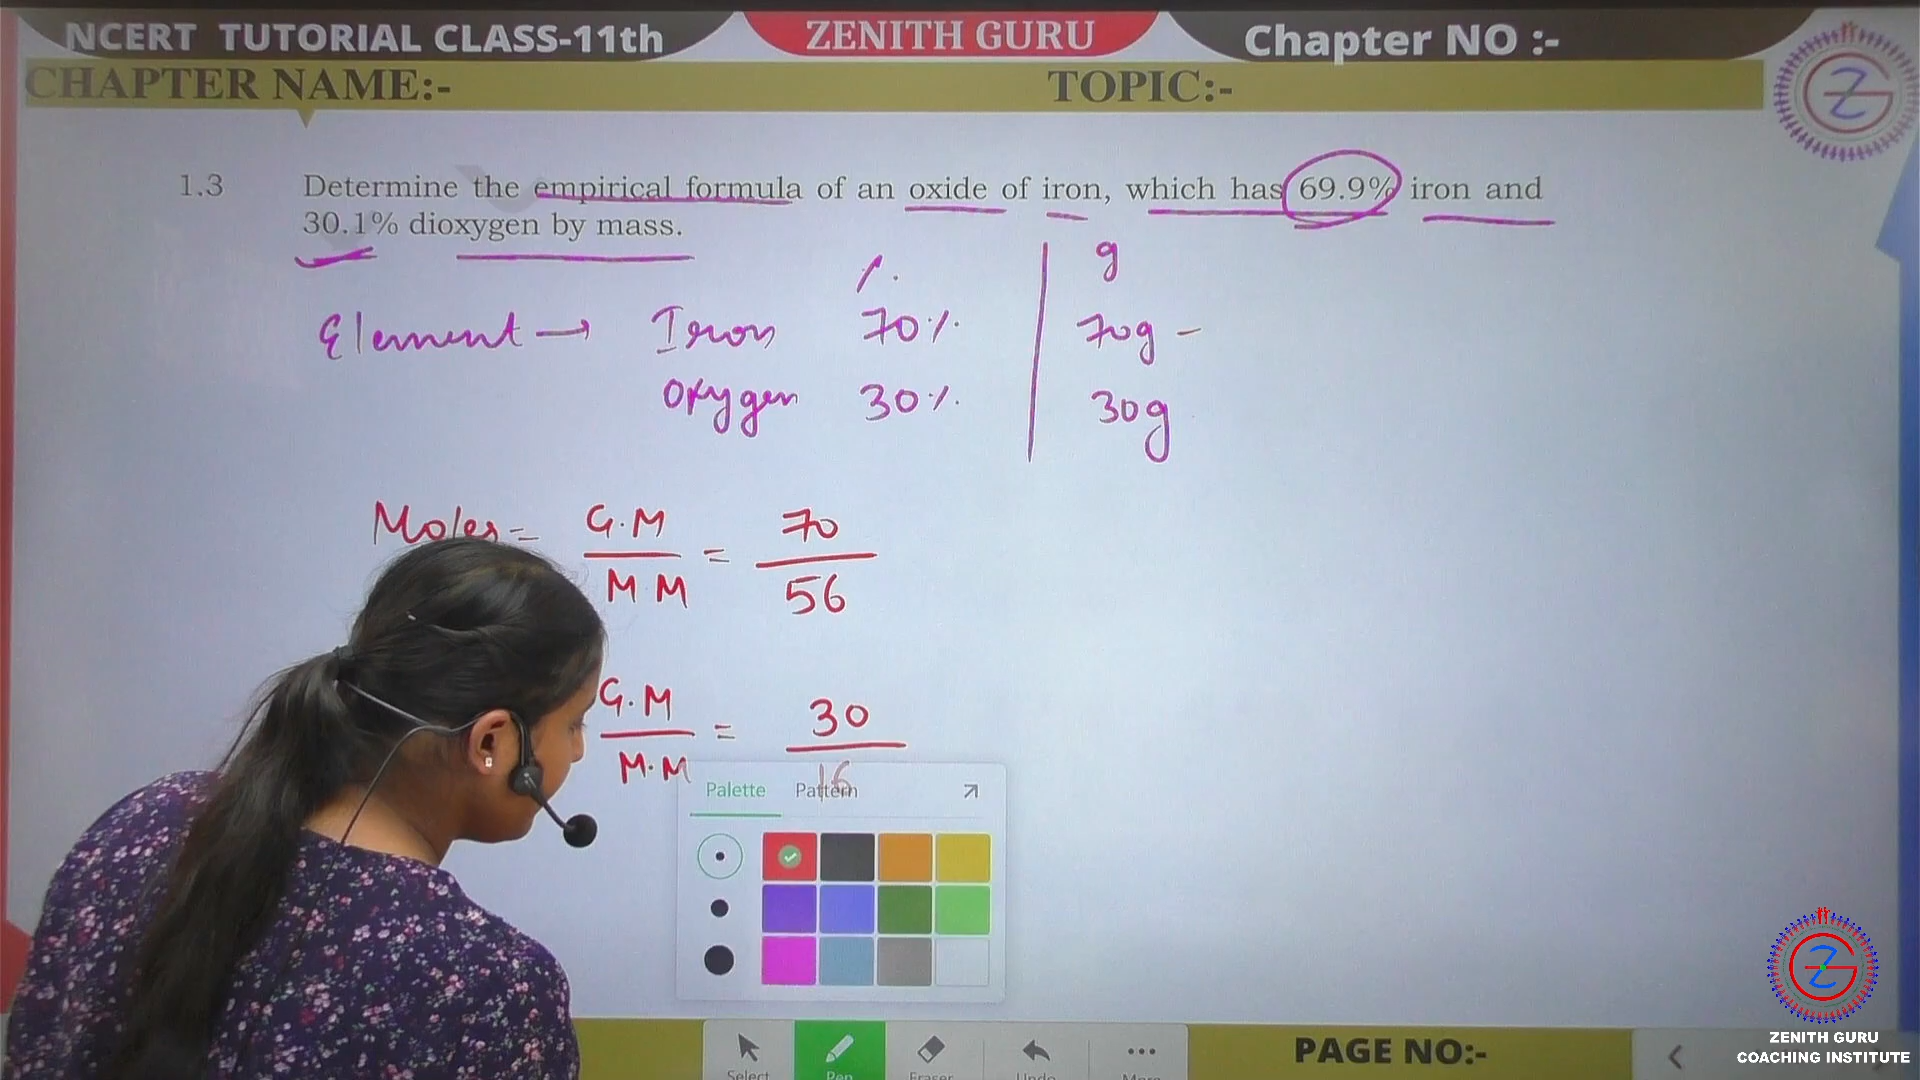 NCERT TUTORIAL CLASS-11th ZENITH GURU Chapter NO :-
CHAPTER NAME:- TOPIC:-
1.3 Determine the empirical formula of an oxide of iron, which has 69.9% iron and
30.1% dioxygen by mass.
% g
Element → Iron 70% 70g –
Oxygen 30% 30g
Moles = G.M / M.M = 70 / 56
G.M / M.M = 30 / 16
Palette Pattern
Select Pen Eraser Undo More
PAGE NO:-
ZENITH GURU
COACHING INSTITUTE